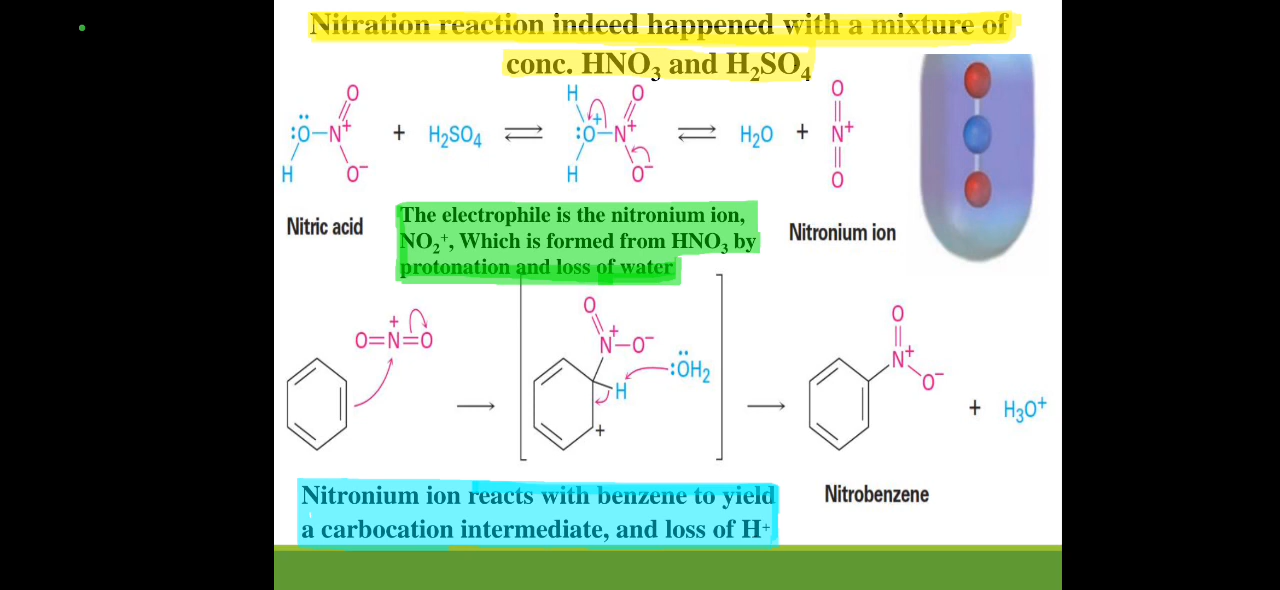 Nitration reaction indeed happened with a mixture of
conc. HNO₃ and H₂SO₄
H O H O O
:Ö–N⁺ + H₂SO₄ ⇌ :O⁺–N⁺ ⇌ H₂O + N⁺
H O⁻ H O⁻ O
Nitric acid
The electrophile is the nitronium ion,
NO₂⁺, Which is formed from HNO₃ by
protonation and loss of water
Nitronium ion
O=N⁺=O
O
N⁺–O⁻
H
:ÖH₂
+
O
N⁺
O⁻
+ H₃O⁺
Nitronium ion reacts with benzene to yield
a carbocation intermediate, and loss of H⁺
Nitrobenzene